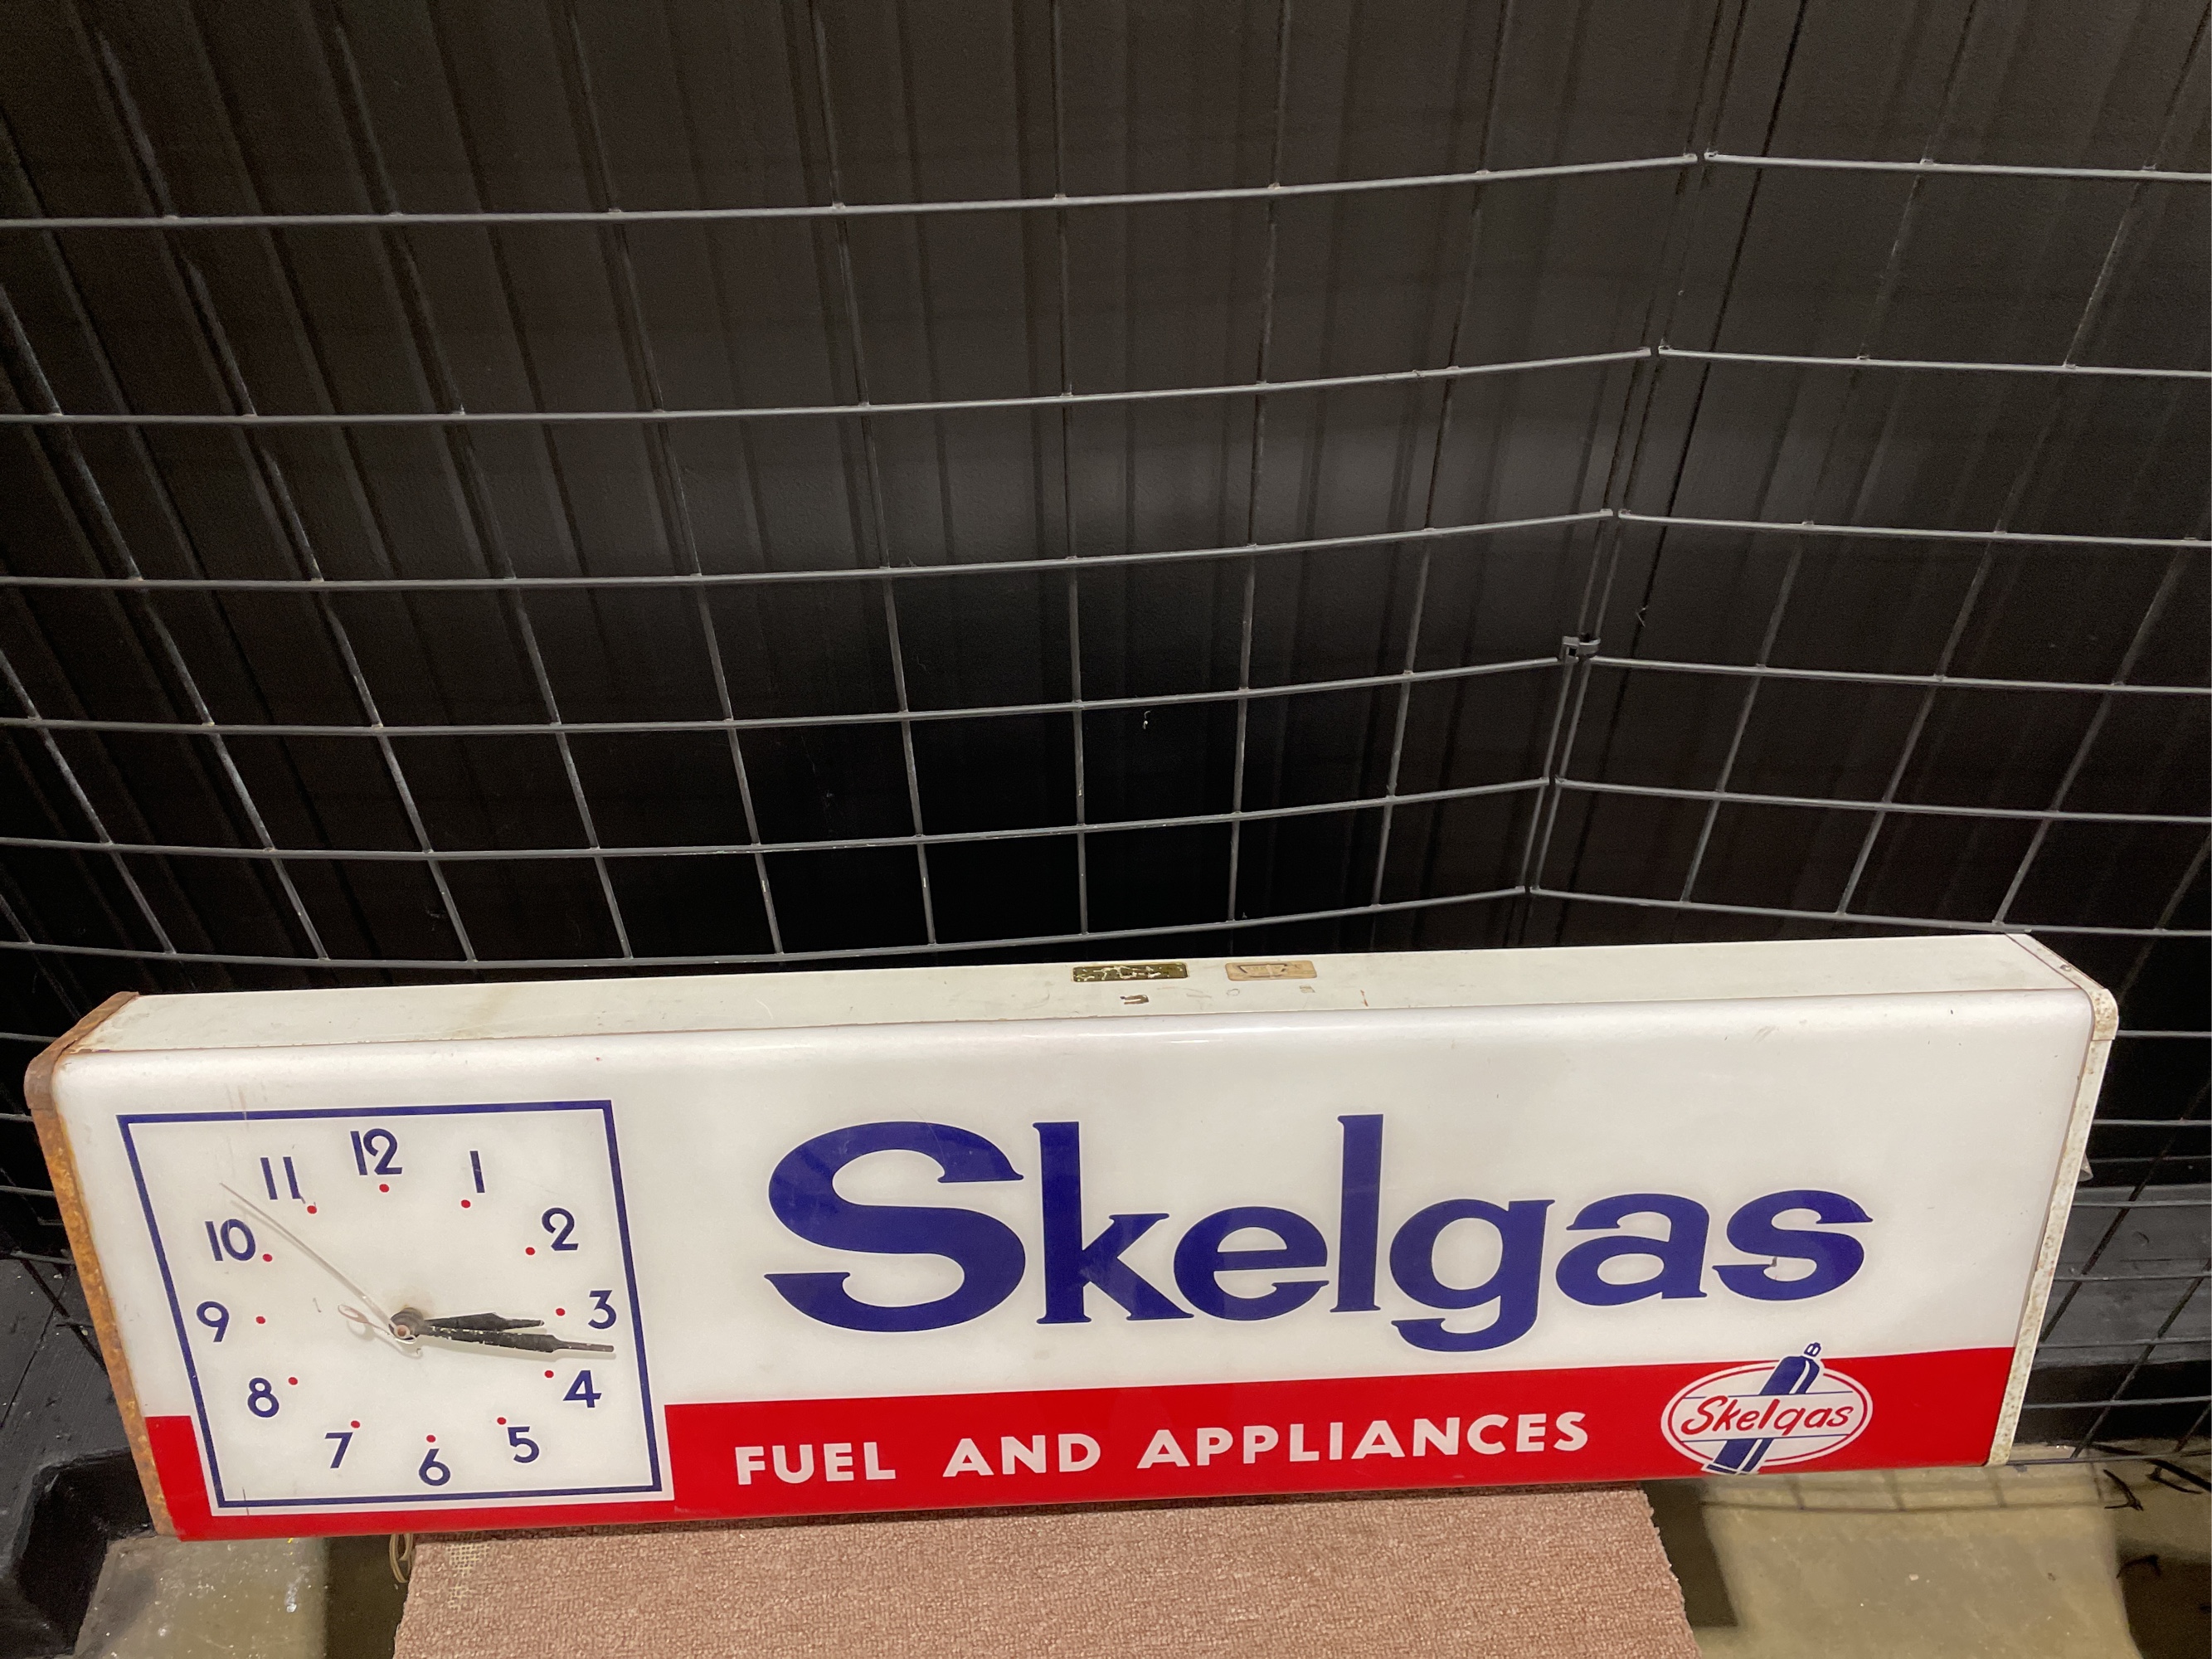 12
11 1
10 2
9 3
8 4
7 5
6
Skelgas
FUEL AND APPLIANCES
Skelgas